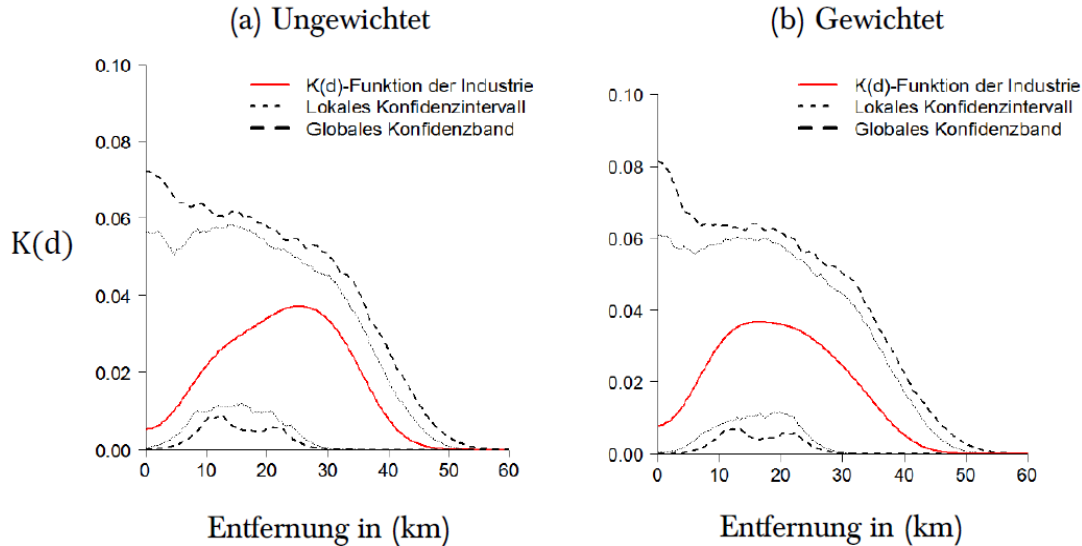 (a) Ungewichtet
(b) Gewichtet
K(d)
0.10
0.08
0.06
0.04
0.02
0.00
K(d)-Funktion der Industrie
Lokales Konfidenzintervall
Globales Konfidenzband
0 10 20 30 40 50 60
Entfernung in (km)
0.10
0.08
0.06
0.04
0.02
0.00
K(d)-Funktion der Industrie
Lokales Konfidenzintervall
Globales Konfidenzband
0 10 20 30 40 50 60
Entfernung in (km)